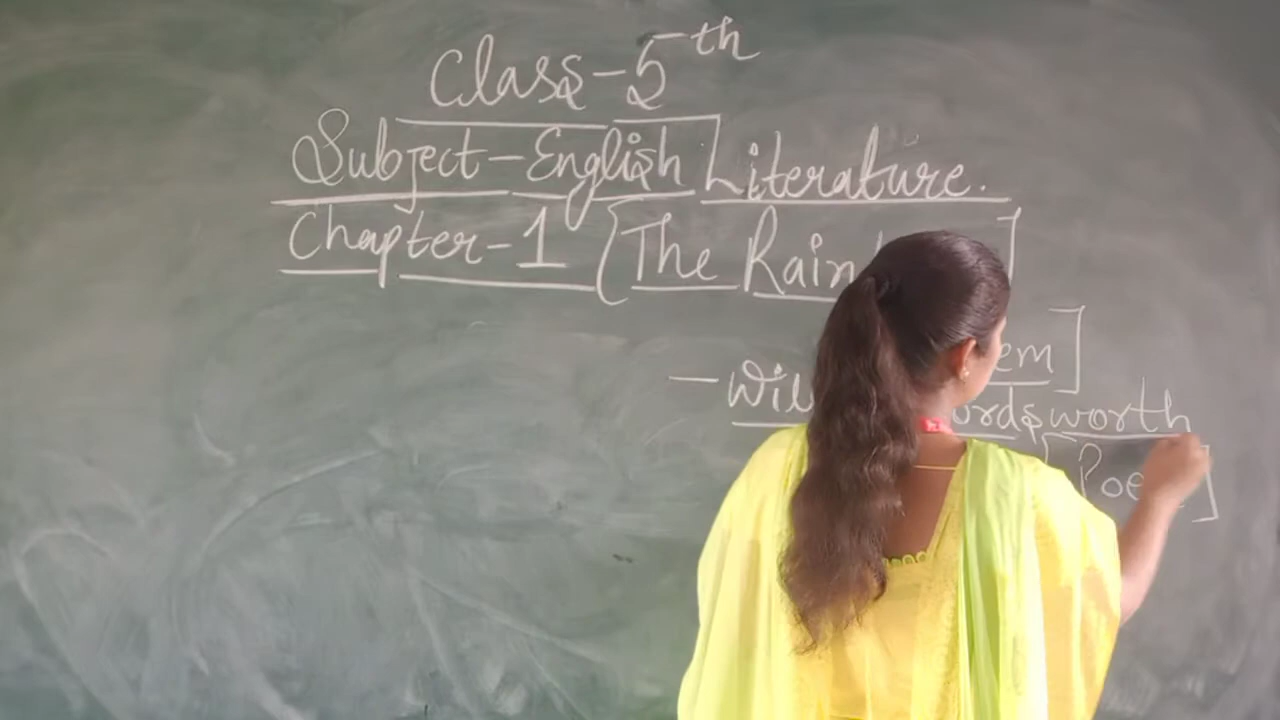 Class-5th
Subject-English Literature.
Chapter-1 [The Rain
em]
- Wil ordsworth
[Poe ]